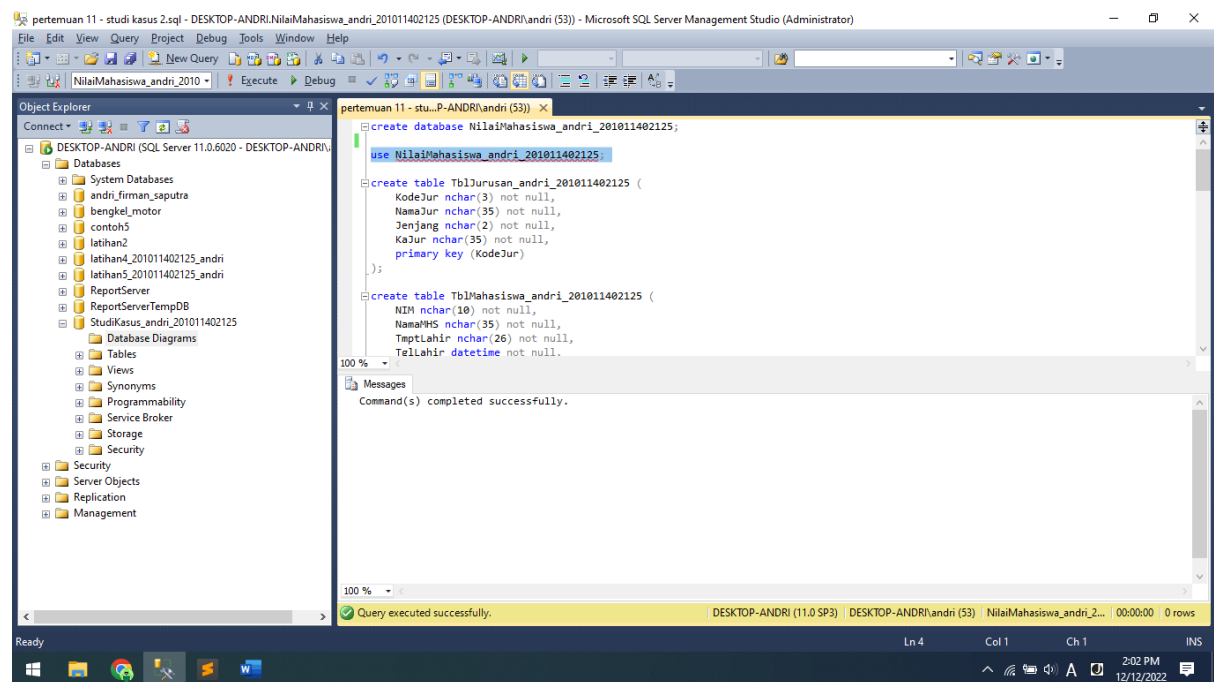 pertemuan 11 - studi kasus 2.sql - DESKTOP-ANDRI.NilaiMahasiswa_andri_201011402125 (DESKTOP-ANDRI\andri (53)) - Microsoft SQL Server Management Studio (Administrator)
File Edit View Query Project Debug Tools Window Help
New Query
NilaiMahasiswa_andri_2010 Execute Debug
Object Explorer
Connect
DESKTOP-ANDRI (SQL Server 11.0.6020 - DESKTOP-ANDRI\
Databases
System Databases
andri_firman_saputra
bengkel_motor
contoh5
latihan2
latihan4_201011402125_andri
latihan5_201011402125_andri
ReportServer
ReportServerTempDB
StudiKasus_andri_201011402125
Database Diagrams
Tables
Views
Synonyms
Programmability
Service Broker
Storage
Security
Security
Server Objects
Replication
Management
pertemuan 11 - stu...P-ANDRI\andri (53))
create database NilaiMahasiswa_andri_201011402125;
use NilaiMahasiswa_andri_201011402125;
create table TblJurusan_andri_201011402125 (
KodeJur nchar(3) not null,
NamaJur nchar(35) not null,
Jenjang nchar(2) not null,
KaJur nchar(35) not null,
primary key (KodeJur)
);
create table TblMahasiswa_andri_201011402125 (
NIM nchar(10) not null,
NamaMHS nchar(35) not null,
TmptLahir nchar(26) not null,
TglLahir datetime not null,
100 %
Messages
Command(s) completed successfully.
100 %
Query executed successfully. DESKTOP-ANDRI (11.0 SP3) DESKTOP-ANDRI\andri (53) NilaiMahasiswa_andri_2... 00:00:00 0 rows
Ready Ln 4 Col 1 Ch 1 INS
2:02 PM
12/12/2022